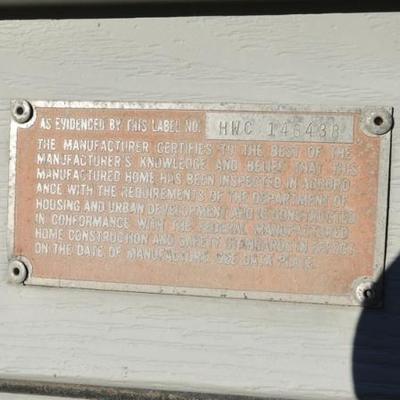 AS EVIDENCED BY THIS LABEL NO. HWC 146438
THE MANUFACTURER CERTIFIES TO THE BEST OF THE
MANUFACTURER'S KNOWLEDGE AND BELIEF THAT THIS
MANUFACTURED HOME HAS BEEN INSPECTED IN ACCORD-
ANCE WITH THE REQUIREMENTS OF THE DEPARTMENT OF
HOUSING AND URBAN DEVELOPMENT AND IS CONSTRUCTED
IN CONFORMANCE WITH THE FEDERAL MANUFACTURED
HOME CONSTRUCTION AND SAFETY STANDARDS IN EFFECT
ON THE DATE OF MANUFACTURE. SEE DATA PLATE.